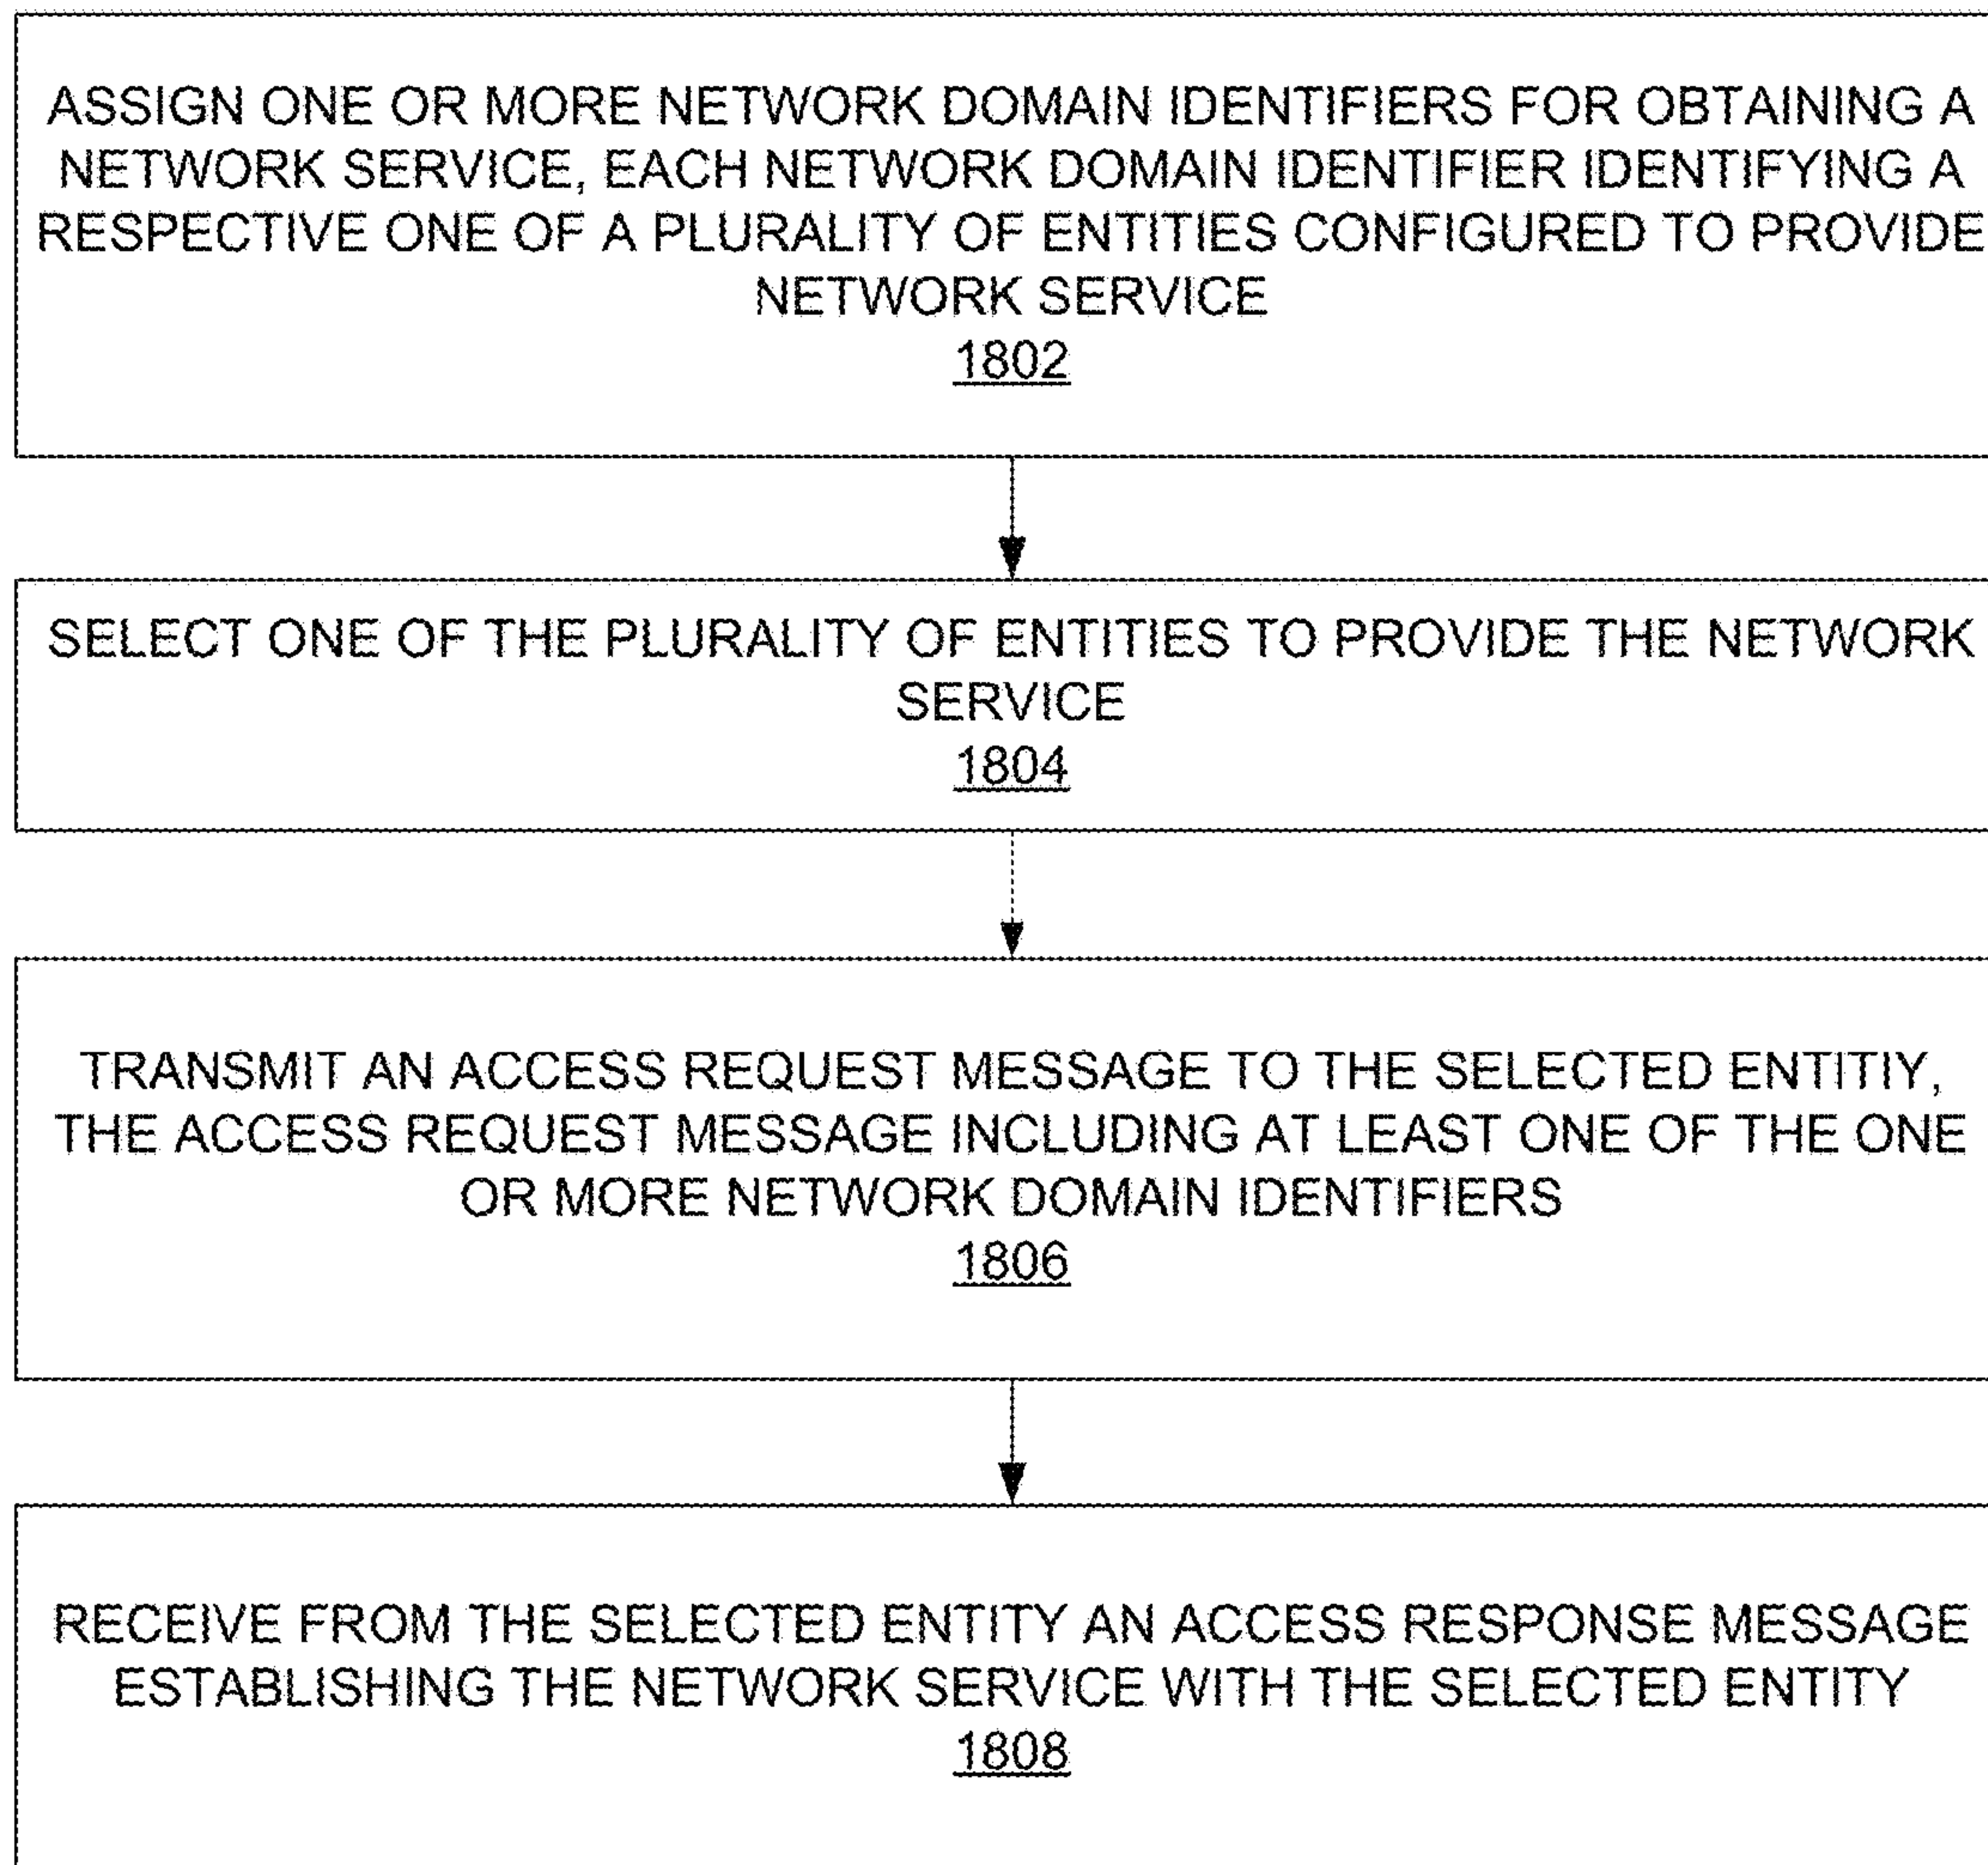 ASSIGN ONE OR MORE NETWORK DOMAIN IDENTIFIERS FOR OBTAINING A
NETWORK SERVICE, EACH NETWORK DOMAIN IDENTIFIER IDENTIFYING A
RESPECTIVE ONE OF A PLURALITY OF ENTITIES CONFIGURED TO PROVIDE
NETWORK SERVICE
1802
SELECT ONE OF THE PLURALITY OF ENTITIES TO PROVIDE THE NETWORK
SERVICE
1804
TRANSMIT AN ACCESS REQUEST MESSAGE TO THE SELECTED ENTITIY,
THE ACCESS REQUEST MESSAGE INCLUDING AT LEAST ONE OF THE ONE
OR MORE NETWORK DOMAIN IDENTIFIERS
1806
RECEIVE FROM THE SELECTED ENTITY AN ACCESS RESPONSE MESSAGE
ESTABLISHING THE NETWORK SERVICE WITH THE SELECTED ENTITY
1808